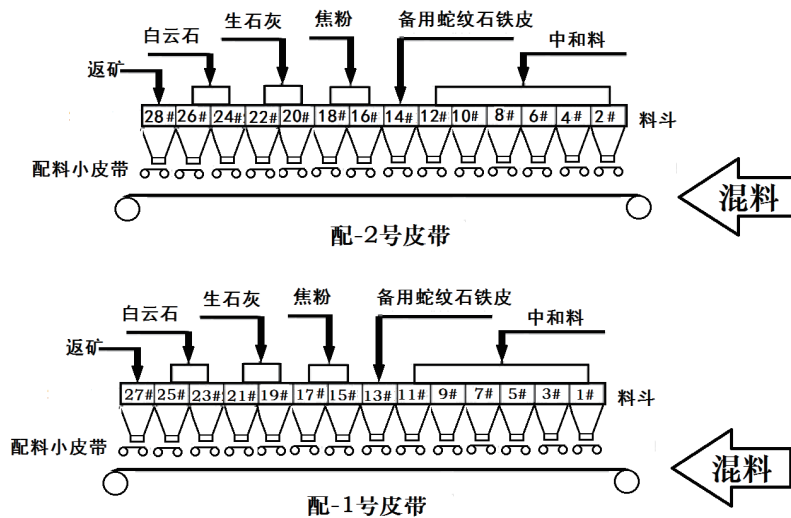 备用蛇纹石铁皮
生石灰
焦粉
白云石
中和料
返矿
28# 26# 24# 22# 20# 18# 16# 14# 12# 10# 8# 6# 4# 2#
料斗
配料小皮带
混料
配-2号皮带
生石灰
焦粉
备用蛇纹石铁皮
白云石
中和料
返矿
27# 25# 23# 21# 19# 17# 15# 13# 11# 9# 7# 5# 3# 1#
料斗
配料小皮带
混料
配-1号皮带